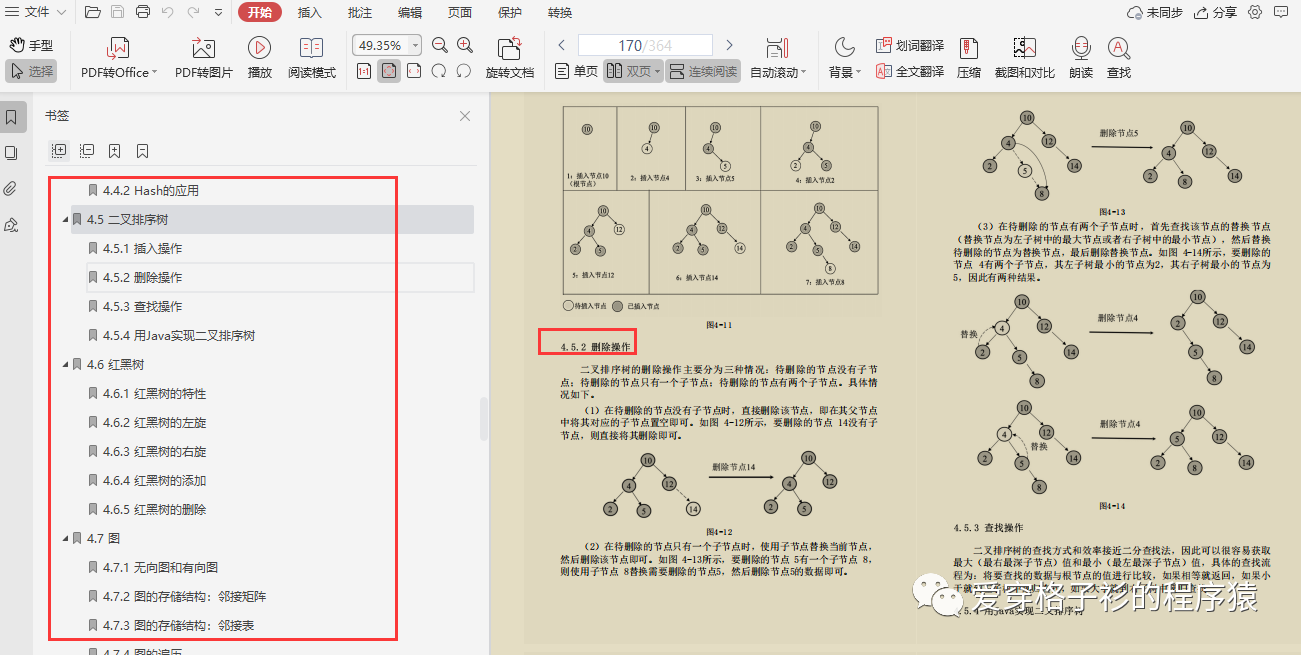 文件
开始 插入 批注 编辑 页面 保护 转换
未同步 分享
手型
选择
PDF转Office
PDF转图片
播放
阅读模式
49.35%
旋转文档
170/364
单页 双页 连续阅读
自动滚动
背景
划词翻译
全文翻译
压缩
截图和对比
朗读
查找
书签
4.4.2 Hash的应用
4.5 二叉排序树
4.5.1 插入操作
4.5.2 删除操作
4.5.3 查找操作
4.5.4 用Java实现二叉排序树
4.6 红黑树
4.6.1 红黑树的特性
4.6.2 红黑树的左旋
4.6.3 红黑树的右旋
4.6.4 红黑树的添加
4.6.5 红黑树的删除
4.7 图
4.7.1 无向图和有向图
4.7.2 图的存储结构：邻接矩阵
4.7.3 图的存储结构：邻接表
4.7.4 图的遍历
1：插入节点10
（根节点）
2：插入节点4
3：插入节点5
4：插入节点2
5：插入节点12
6：插入节点14
7：插入节点8
待插入节点 已插入节点
图4-11
4.5.2 删除操作
二叉排序树的删除操作主要分为三种情况：待删除的节点没有子节
点；待删除的节点只有一个子节点；待删除的节点有两个子节点。具体情
况如下。
（1）在待删除的节点没有子节点时，直接删除该节点，即在其父节点
中将其对应的子节点置空即可。如图 4-12所示，要删除的节点 14没有子
节点，则直接将其删除即可。
删除节点14
图4-12
（2）在待删除的节点只有一个子节点时，使用子节点替换当前节点，
然后删除该节点即可。如图 4-13所示，要删除的节点 5有一个子节点 8，
则使用子节点 8替换需要删除的节点5，然后删除节点5的数据即可。
删除节点5
图4-13
（3）在待删除的节点有两个子节点时，首先查找该节点的替换节点
（替换节点为左子树中的最大节点或者右子树中的最小节点），然后替换
待删除的节点为替换节点，最后删除替换节点。如图 4-14所示，要删除的
节点 4有两个子节点，其左子树最小的节点为2，其右子树最小的节点为
5，因此有两种结果。
替换
删除节点4
替换
删除节点4
图4-14
4.5.3 查找操作
二叉排序树的查找方式和效率接近二分查找法，因此可以很容易获取
最大（最右最深子节点）值和最小（最左最深子节点）值，具体的查找流
程为：将要查找的数据与根节点的值进行比较，如果相等就返回，如果小
爱穿格子衫的程序猿
4.5.4 用Java实现二叉排序树